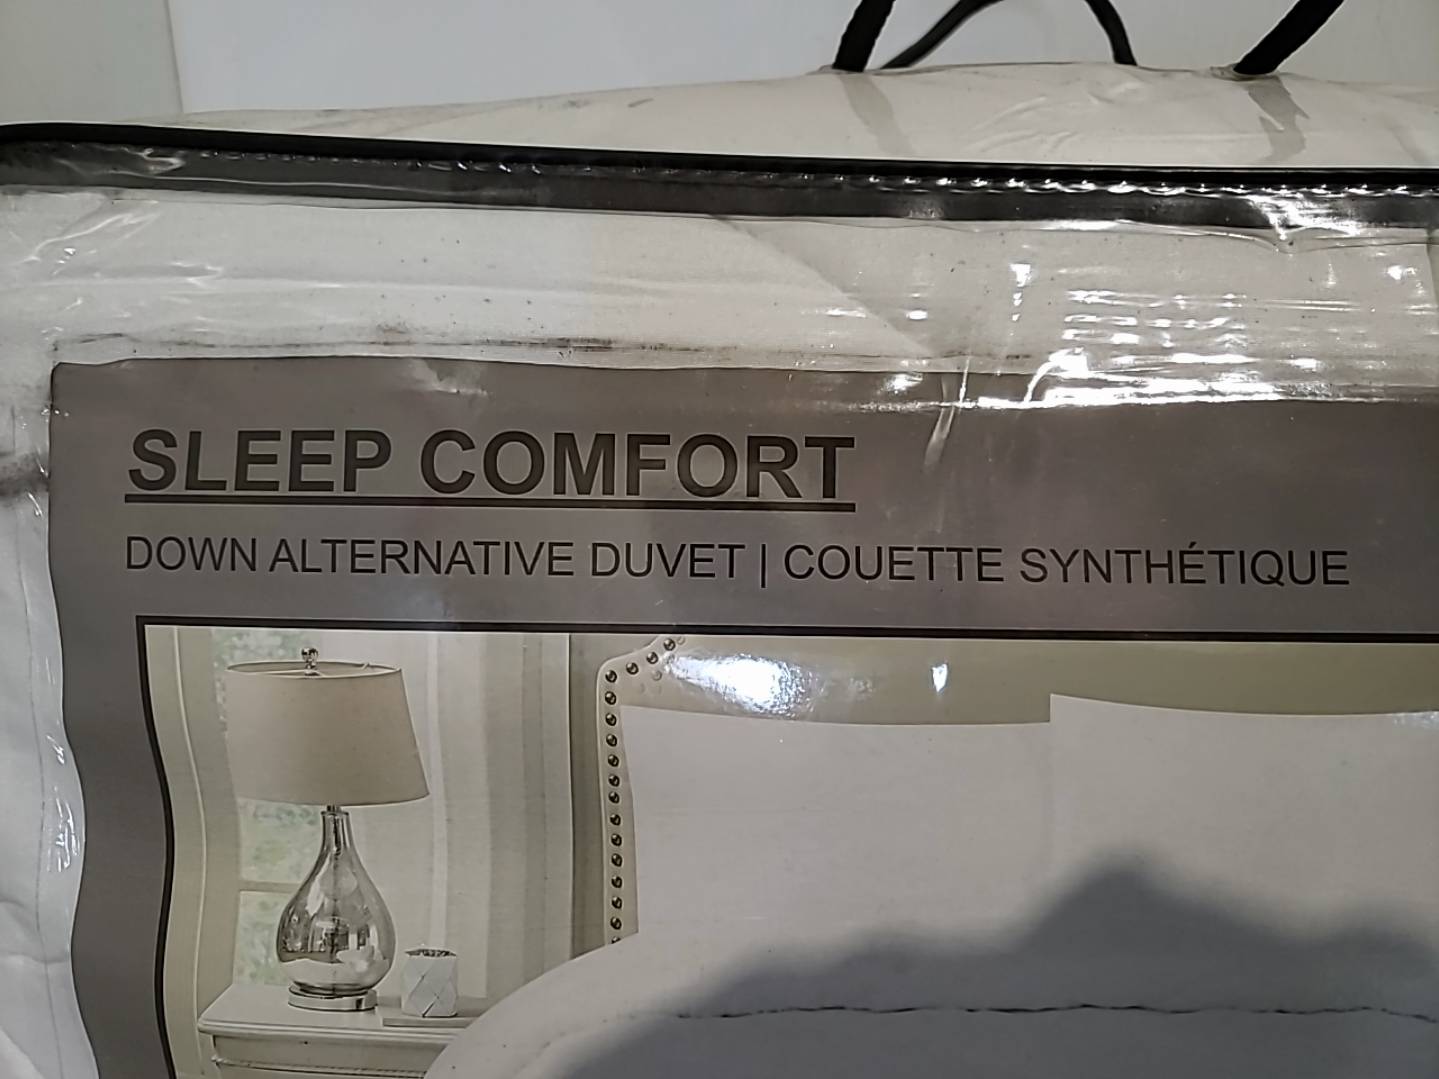 SLEEP COMFORT
DOWN ALTERNATIVE DUVET | COUETTE SYNTHÉTIQUE